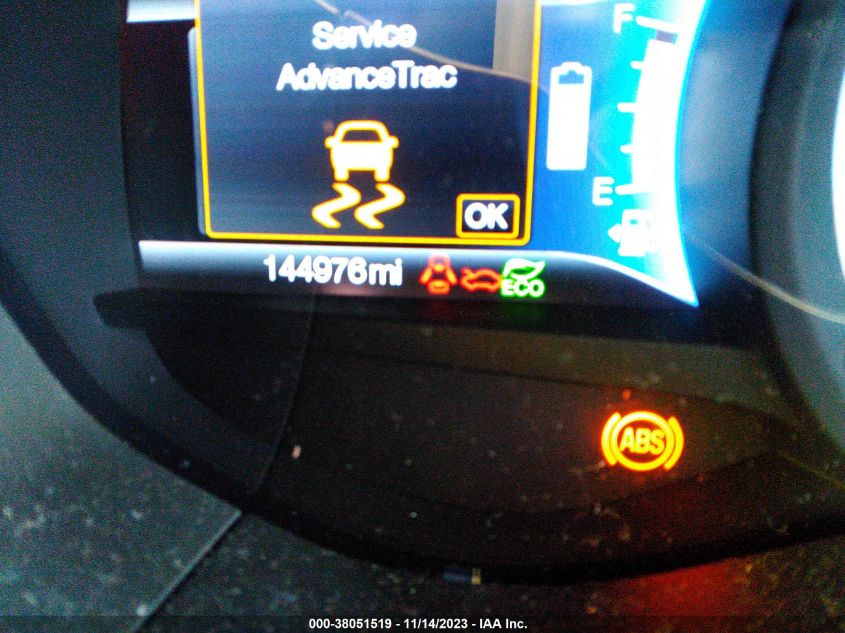 Service
AdvanceTrac
F
E
OK
144976mi
ECO
ABS
000-38051519 - 11/14/2023 - IAA Inc.